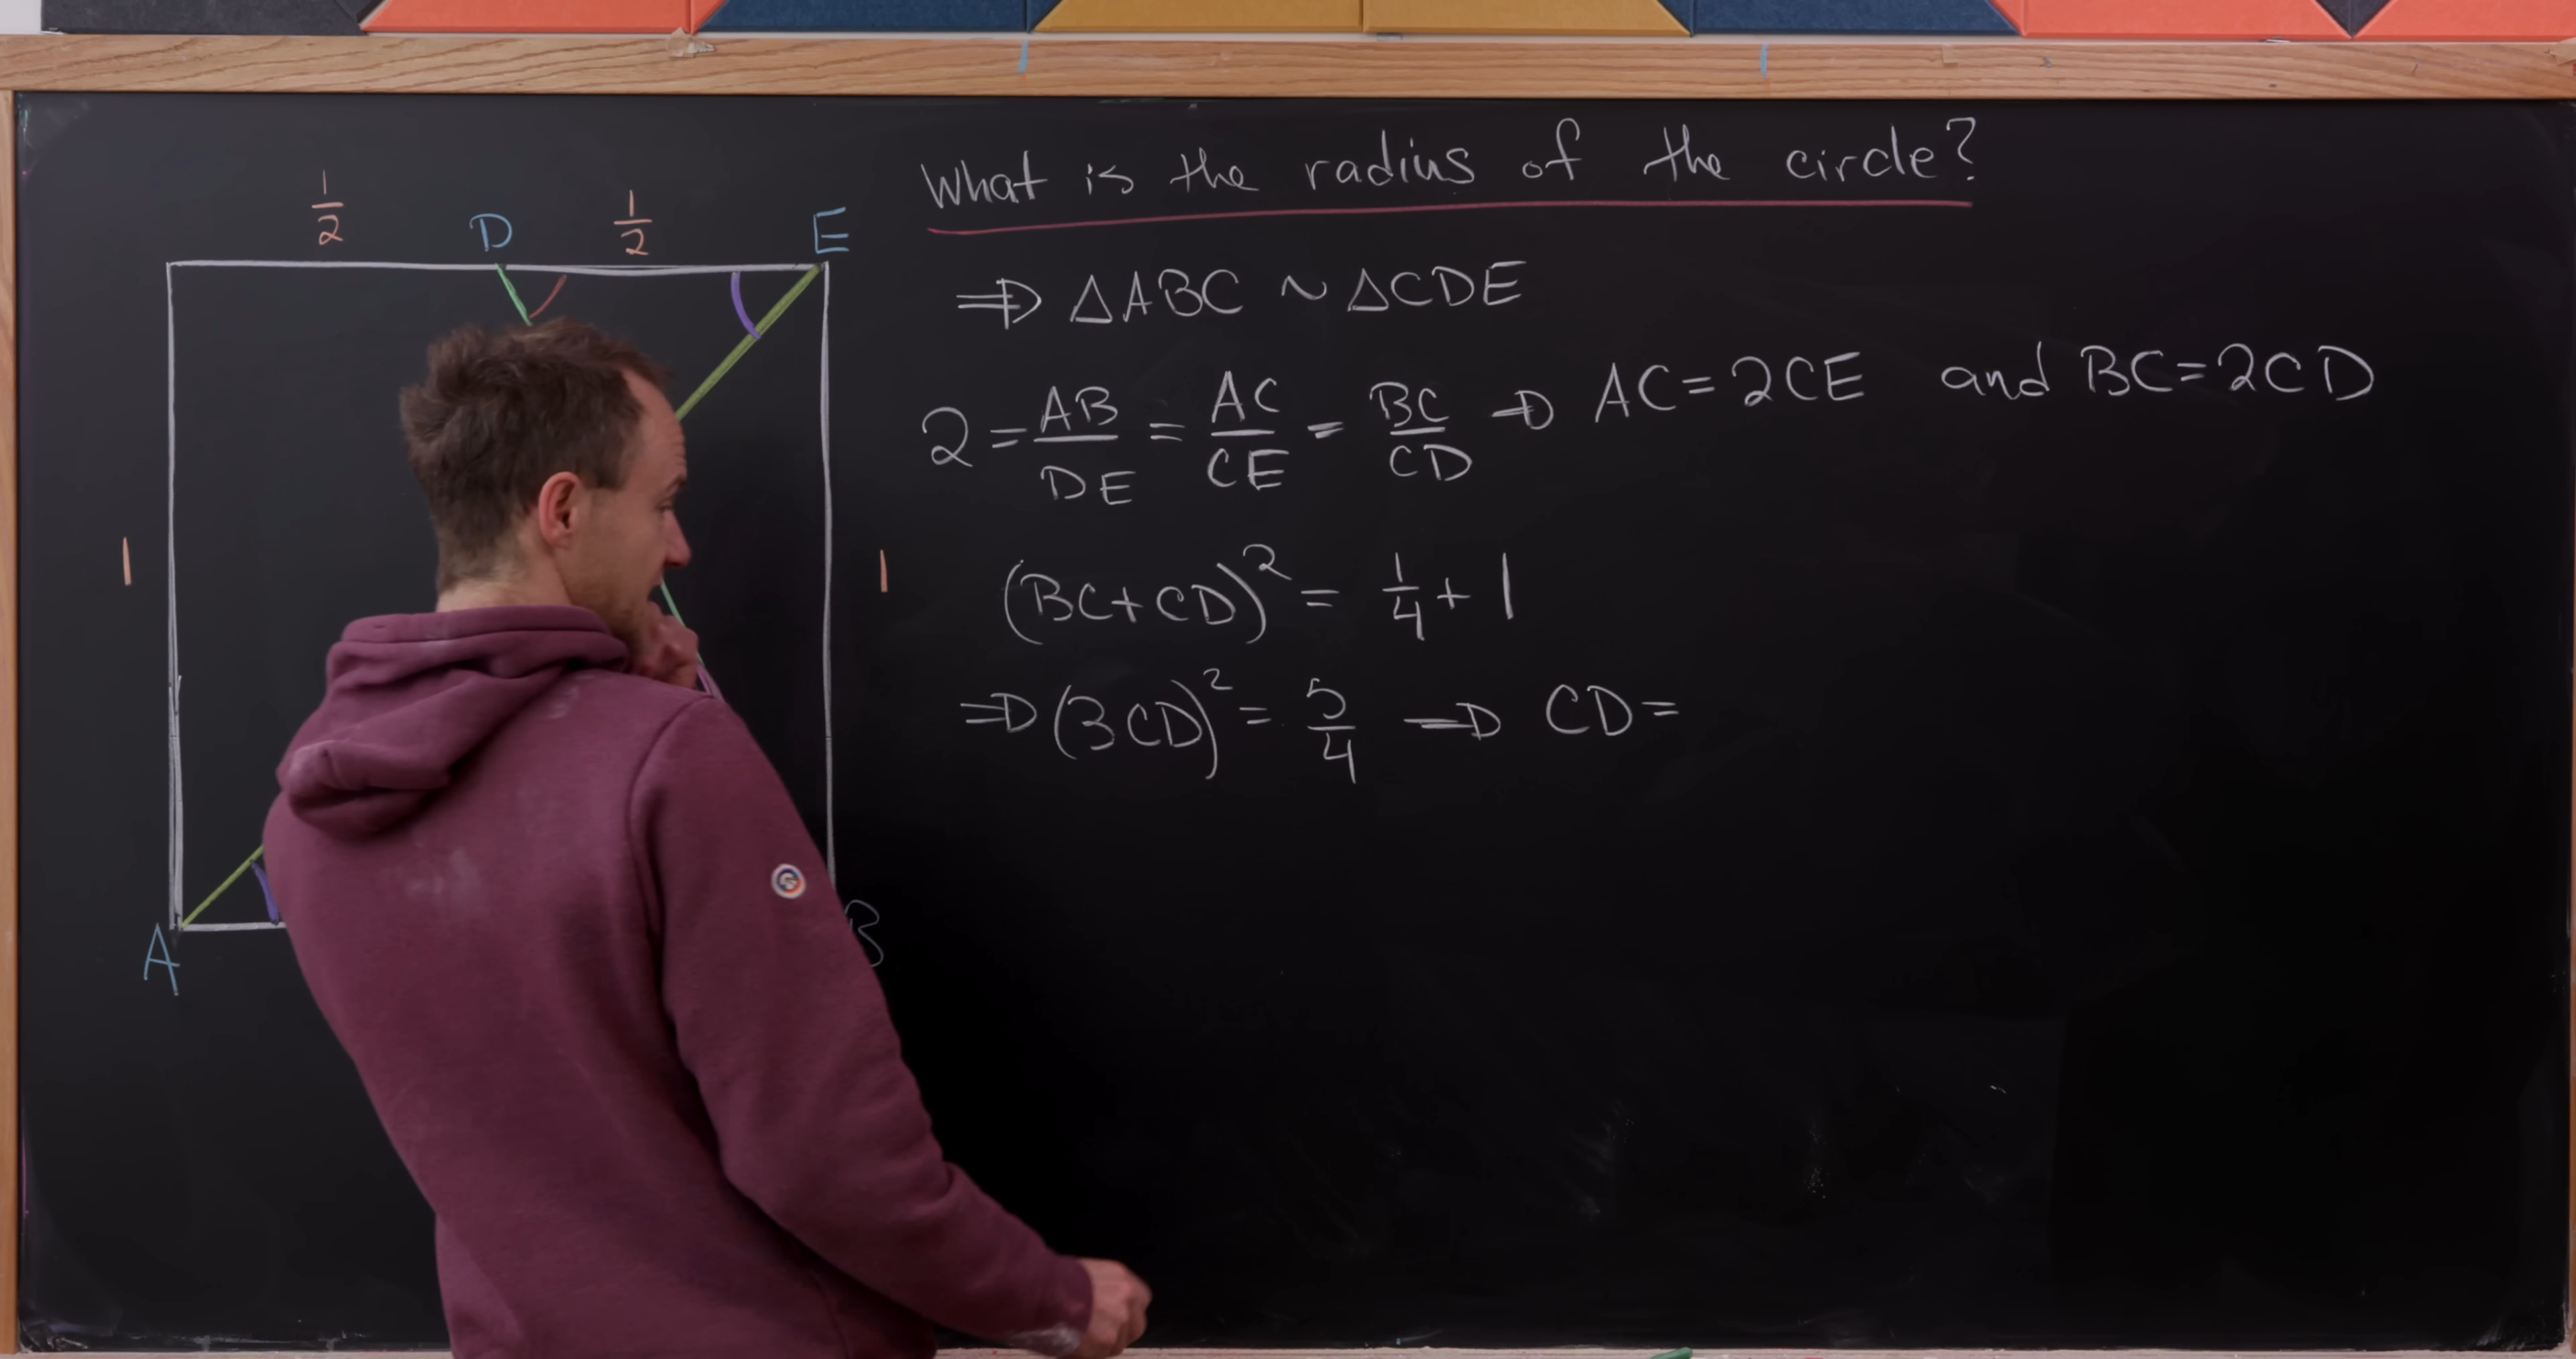 What is the radius of the circle?
1/2 D 1/2 E
⇒ △ABC ~ △CDE
2 = AB/DE = AC/CE = BC/CD ⇒ AC = 2CE and BC = 2CD
1 1
(BC+CD)² = 1/4 + 1
⇒ (3CD)² = 5/4 ⇒ CD =
A B